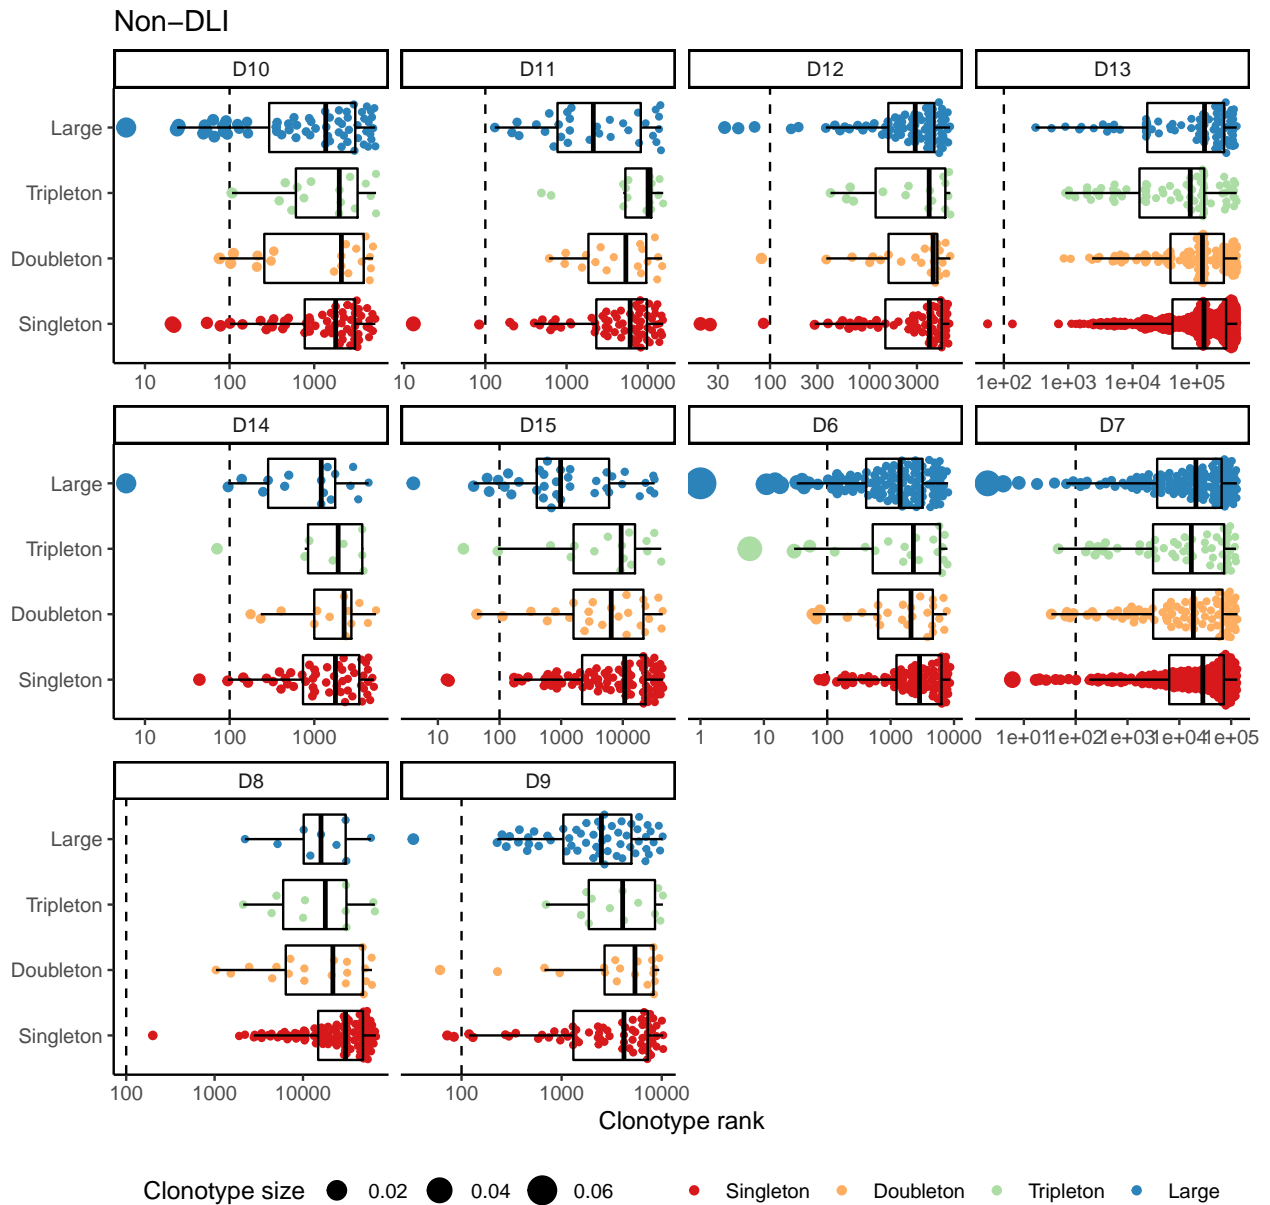 Non−DLI
D10 D11 D12 D13
Large
Tripleton
Doubleton
Singleton
10 100 1000 10 100 1000 10000 30 100 300 1000 3000 1e+02 1e+03 1e+04 1e+05
D14 D15 D6 D7
Large
Tripleton
Doubleton
Singleton
10 100 1000 10 100 1000 10000 1 10 100 1000 10000 1e+01 1e+02 1e+03 1e+04 1e+05
D8 D9
Large
Tripleton
Doubleton
Singleton
100 1000 10000 100 1000 10000
Clonotype rank
Clonotype size 0.02 0.04 0.06 Singleton Doubleton Tripleton Large